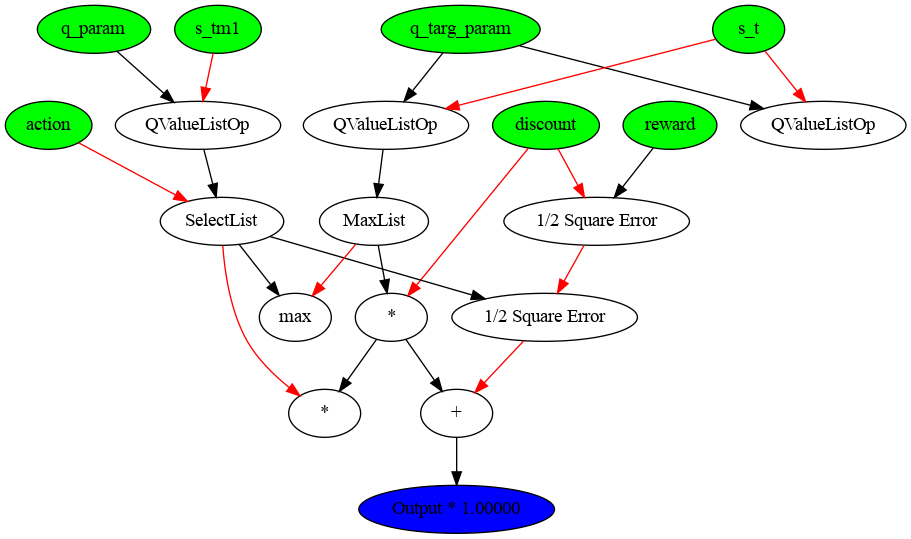 q_param
s_tm1
q_targ_param
s_t
action
QValueListOp
QValueListOp
discount
reward
QValueListOp
SelectList
MaxList
1/2 Square Error
max
*
1/2 Square Error
*
+
Output * 1.00000